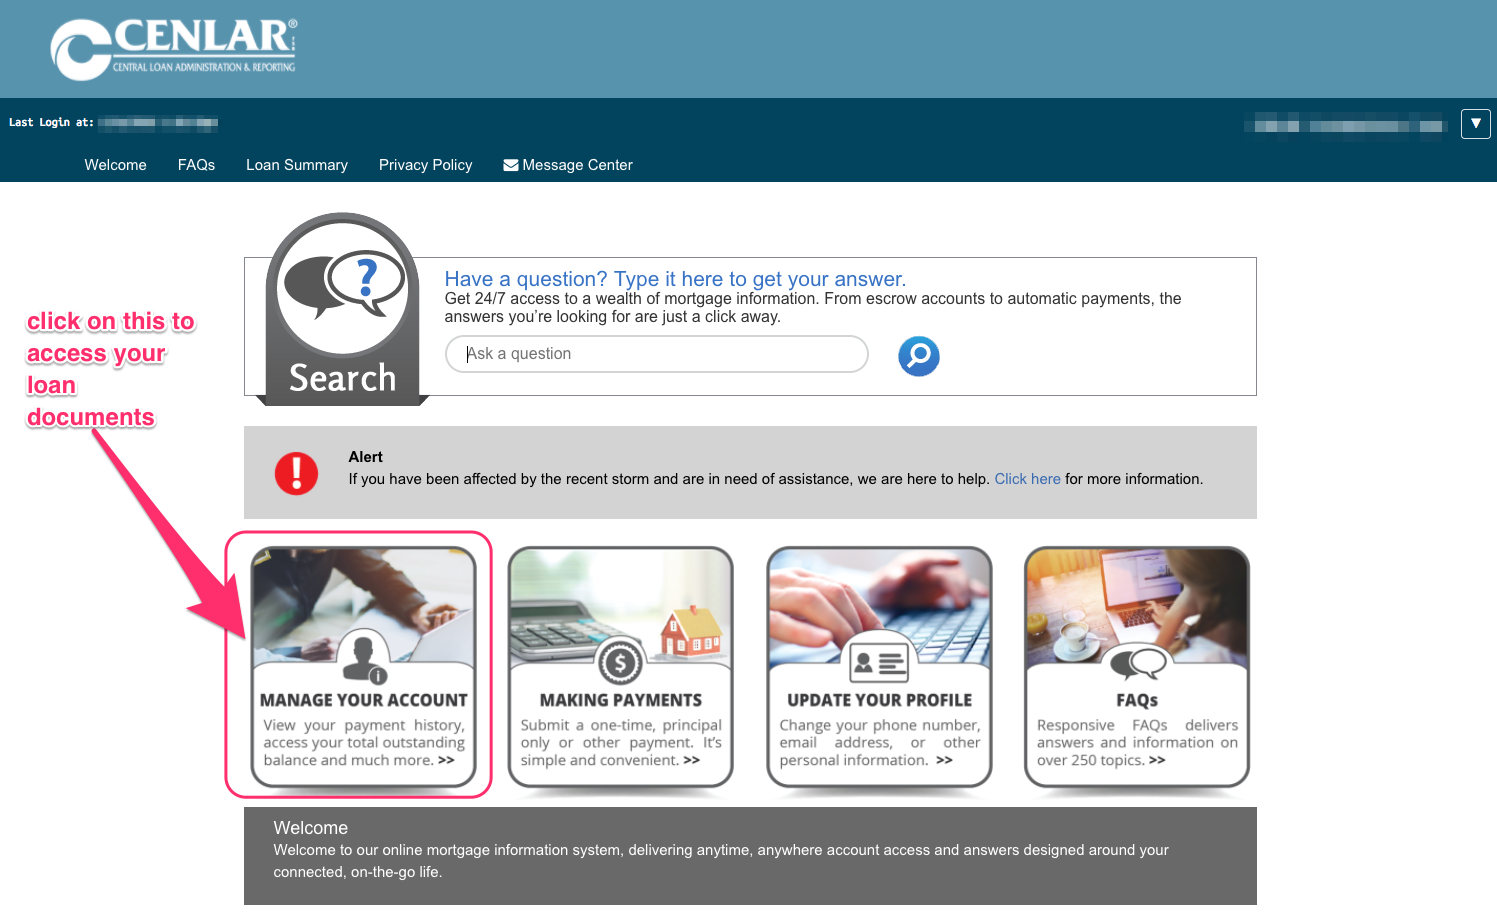 CENLAR®
CENTRAL LOAN ADMINISTRATION & REPORTING
Last Login at:
▼
Welcome FAQs Loan Summary Privacy Policy Message Center
?
Search
Have a question? Type it here to get your answer.
Get 24/7 access to a wealth of mortgage information. From escrow accounts to automatic payments, the
answers you’re looking for are just a click away.
Ask a question
click on this to
access your
loan
documents
Alert
If you have been affected by the recent storm and are in need of assistance, we are here to help. Click here for more information.
MANAGE YOUR ACCOUNT
View your payment history,
access your total outstanding
balance and much more. >>
$
MAKING PAYMENTS
Submit a one-time, principal
only or other payment. It’s
simple and convenient. >>
UPDATE YOUR PROFILE
Change your phone number,
email address, or other
personal information. >>
FAQs
Responsive FAQs delivers
answers and information on
over 250 topics. >>
Welcome
Welcome to our online mortgage information system, delivering anytime, anywhere account access and answers designed around your
connected, on-the-go life.